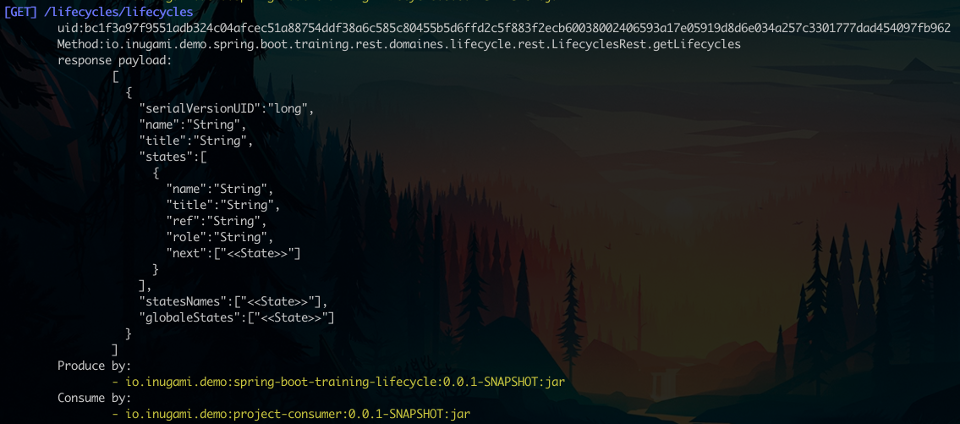 [GET] /lifecycles/lifecycles
uid:bc1f3a97f9551adb324c04afcec51a88754ddf38a6c585c80455b5d6ffd2c5f883f2ecb60038002406593a17e05919d8d6e034a257c3301777dad454097fb962
Method:io.inugami.demo.spring.boot.training.rest.domaines.lifecycle.rest.LifecyclesRest.getLifecycles
response payload:
[
{
"serialVersionUID":"long",
"name":"String",
"title":"String",
"states":[
{
"name":"String",
"title":"String",
"ref":"String",
"role":"String",
"next":["<<State>>"]
}
],
"statesNames":["<<State>>"],
"globaleStates":["<<State>>"]
}
]
Produce by:
- io.inugami.demo:spring-boot-training-lifecycle:0.0.1-SNAPSHOT:jar
Consume by:
- io.inugami.demo:project-consumer:0.0.1-SNAPSHOT:jar